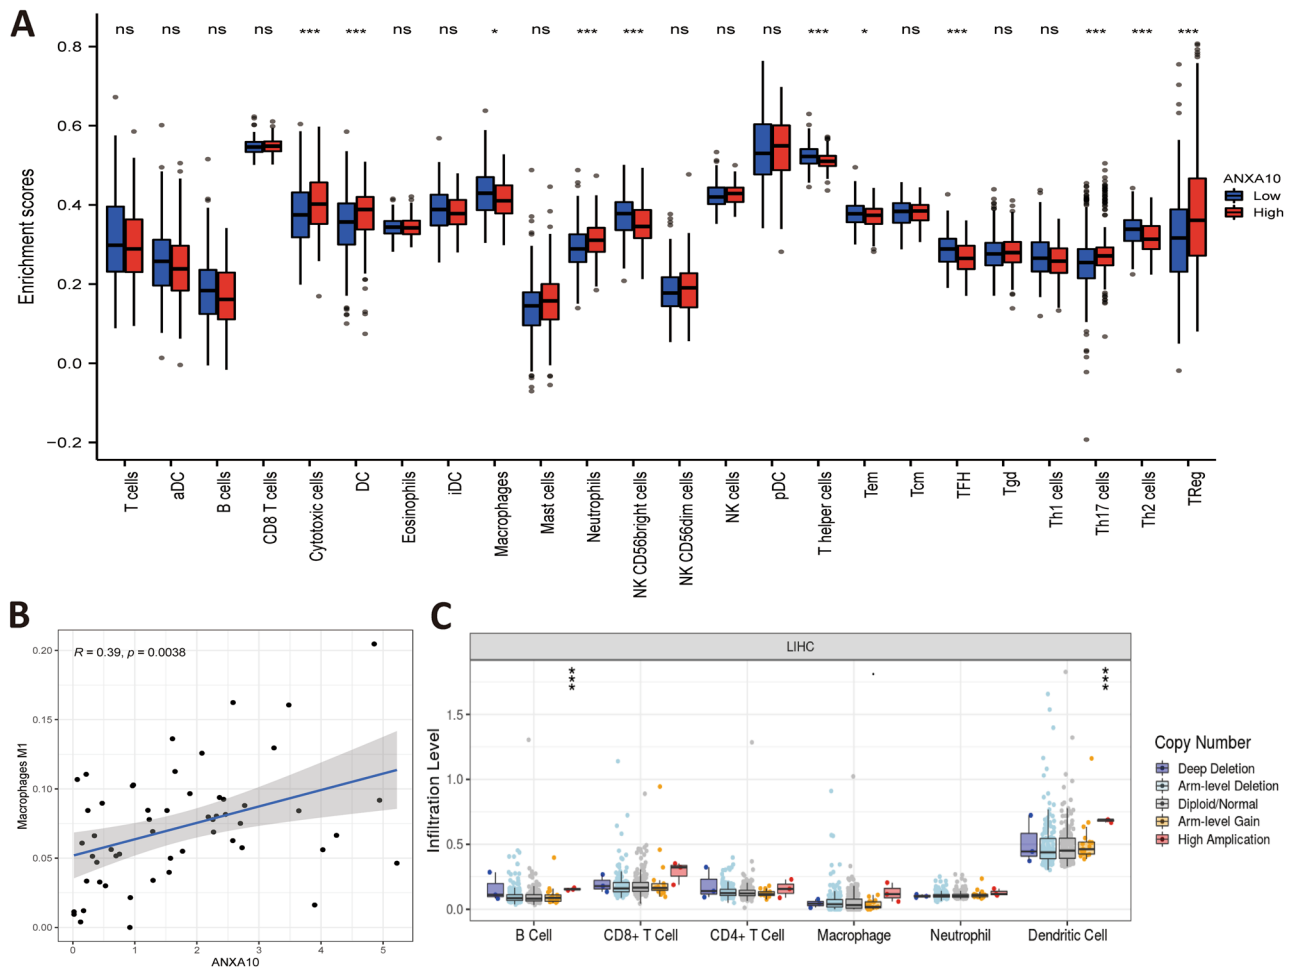 A
ns ns ns ns *** *** ns ns * ns *** *** ns ns ns *** * ns *** ns ns *** *** ***
0.8
0.6
0.4
0.2
0.0
−0.2
Enrichment scores
ANXA10
Low
High
T cells
aDC
B cells
CD8 T cells
Cytotoxic cells
DC
Eosinophils
iDC
Macrophages
Mast cells
Neutrophils
NK CD56bright cells
NK CD56dim cells
NK cells
pDC
T helper cells
Tem
Tcm
TFH
Tgd
Th1 cells
Th17 cells
Th2 cells
TReg
B
R = 0.39, p = 0.0038
0.20
0.15
0.10
0.05
0.00
Macrophages M1
0 1 2 3 4 5
ANXA10
C
LIHC
*** . ***
1.5
1.0
0.5
0.0
Infiltration Level
B Cell CD8+ T Cell CD4+ T Cell Macrophage Neutrophil Dendritic Cell
Copy Number
Deep Deletion
Arm-level Deletion
Diploid/Normal
Arm-level Gain
High Amplication